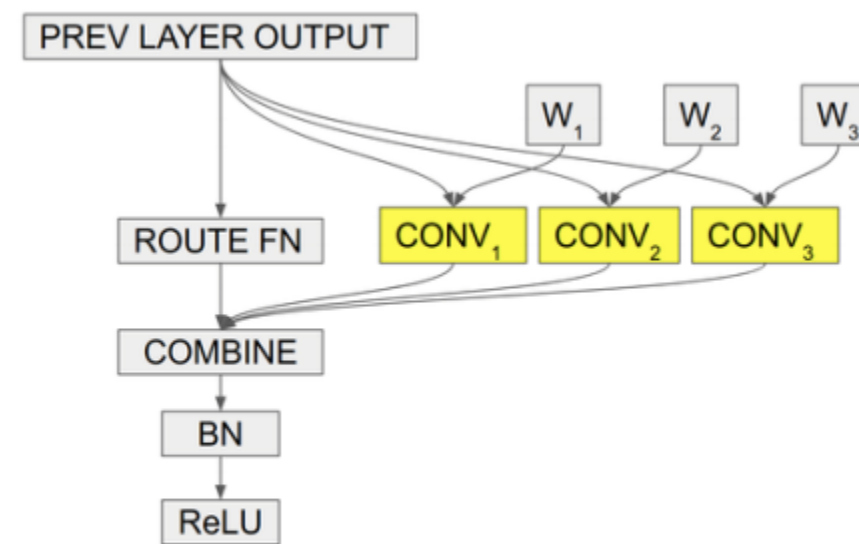 PREV LAYER OUTPUT
W₁
W₂
W₃
ROUTE FN
CONV₁
CONV₂
CONV₃
COMBINE
BN
ReLU